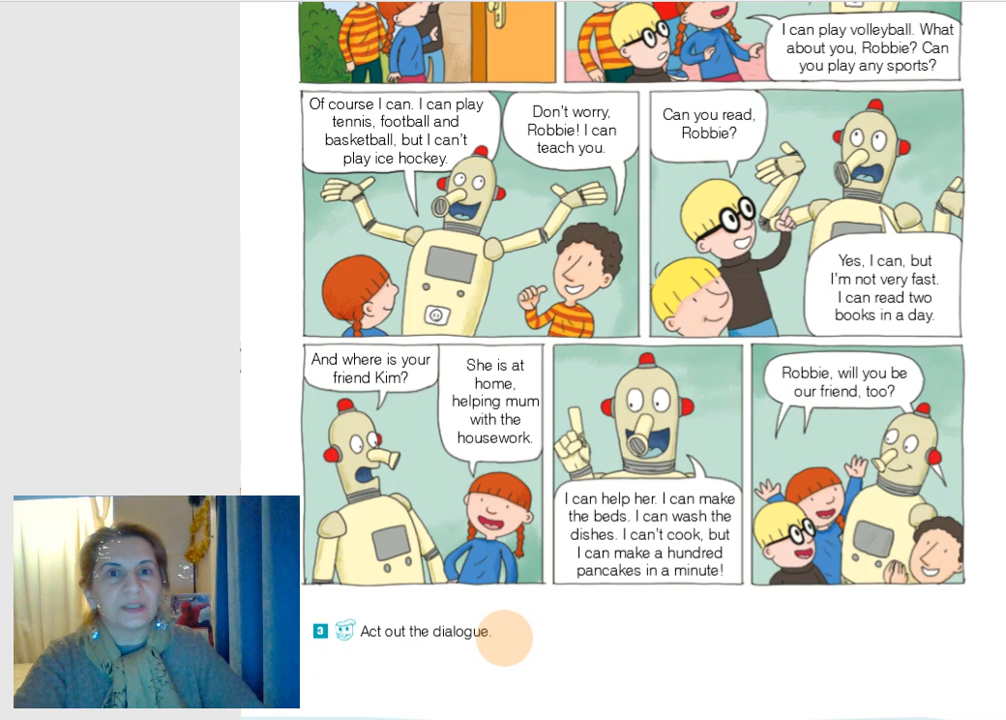 I can play volleyball. What
about you, Robbie? Can
you play any sports?
Of course I can. I can play
tennis, football and
basketball, but I can't
play ice hockey.
Don't worry,
Robbie! I can
teach you.
Can you read,
Robbie?
Yes, I can, but
I'm not very fast.
I can read two
books in a day.
And where is your
friend Kim?
She is at
home,
helping mum
with the
housework.
I can help her. I can make
the beds. I can wash the
dishes. I can't cook, but
I can make a hundred
pancakes in a minute!
Robbie, will you be
our friend, too?
3 Act out the dialogue.